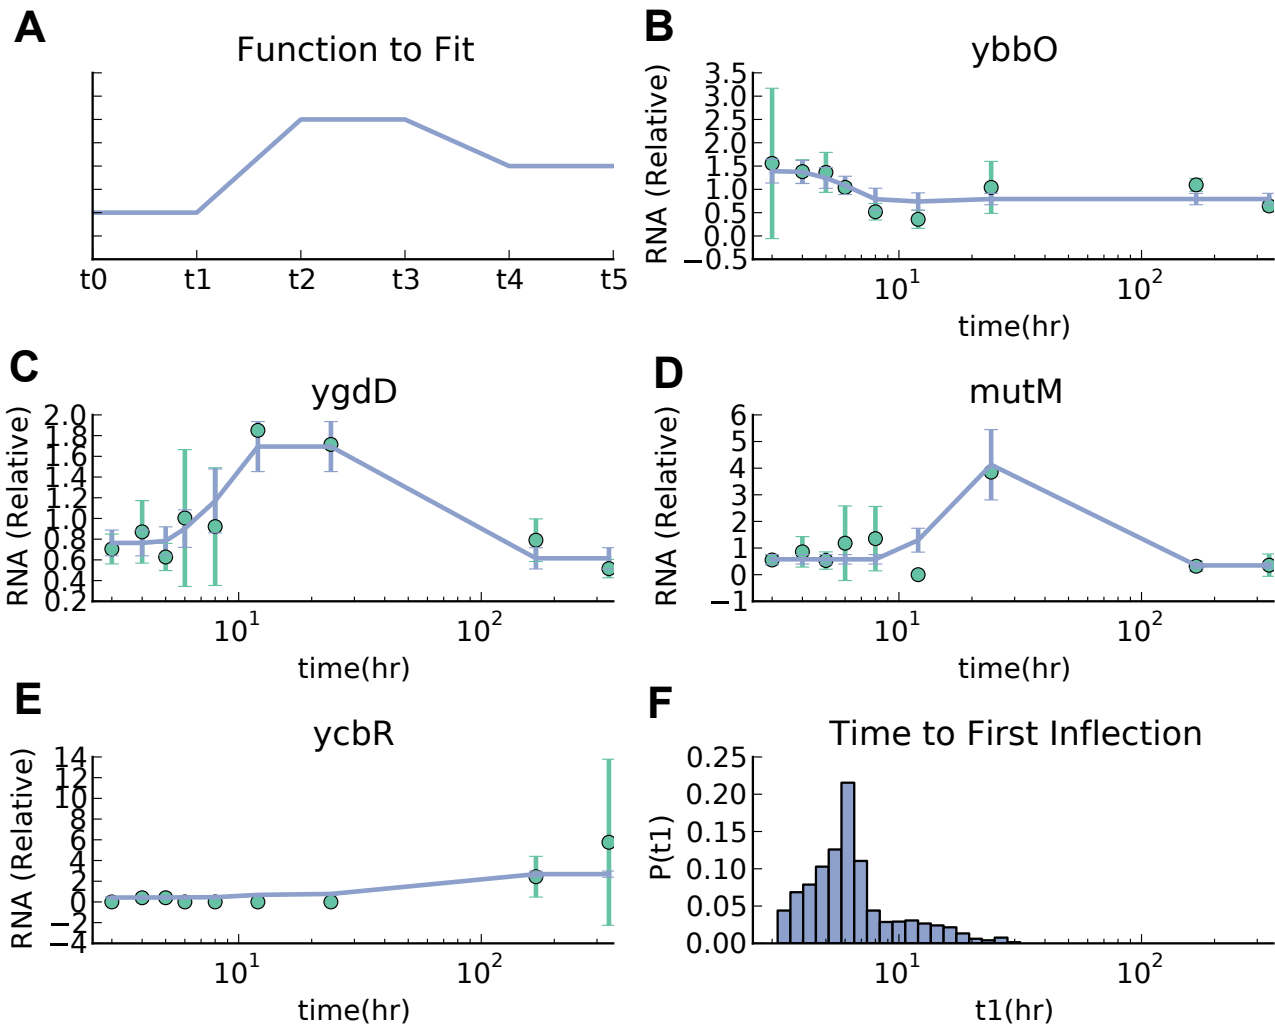 A
Function to Fit
t0 t1 t2 t3 t4 t5
B
ybbO
RNA (Relative)
3.5
3.0
2.5
2.0
1.5
1.0
0.5
0.0
−0.5
10¹ 10²
time(hr)
C
ygdD
RNA (Relative)
2.0
1.8
1.6
1.4
1.2
1.0
0.8
0.6
0.4
0.2
10¹ 10²
time(hr)
D
mutM
RNA (Relative)
6
5
4
3
2
1
0
−1
10¹ 10²
time(hr)
E
ycbR
RNA (Relative)
14
12
10
8
6
4
2
0
−2
−4
10¹ 10²
time(hr)
F
Time to First Inflection
P(t1)
0.25
0.20
0.15
0.10
0.05
0.00
10¹ 10²
t1(hr)